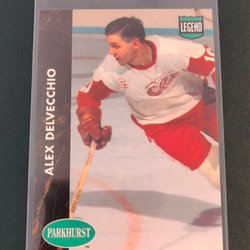 LEGEND
10
ALEX DELVECCHIO
PARKHURST